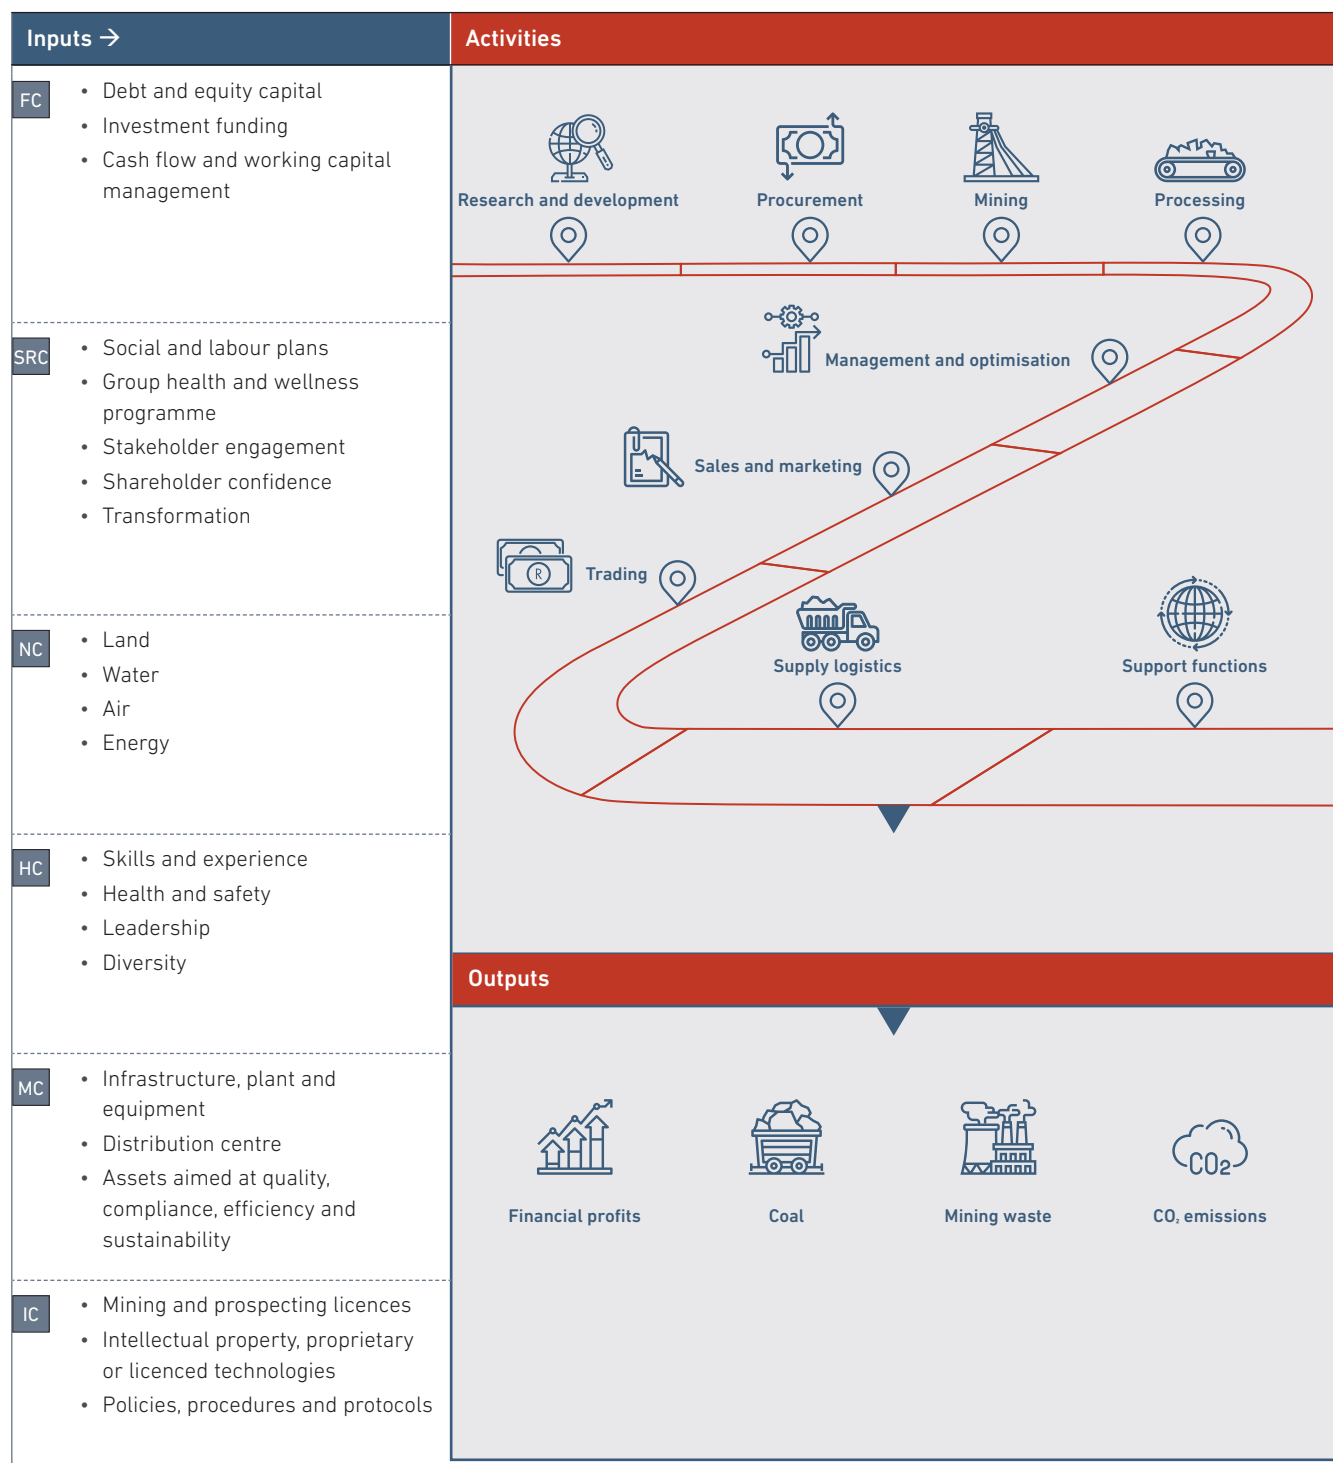 Inputs →
FC
• Debt and equity capital
• Investment funding
• Cash flow and working capital
management
SRC
• Social and labour plans
• Group health and wellness
programme
• Stakeholder engagement
• Shareholder confidence
• Transformation
NC
• Land
• Water
• Air
• Energy
HC
• Skills and experience
• Health and safety
• Leadership
• Diversity
MC
• Infrastructure, plant and
equipment
• Distribution centre
• Assets aimed at quality,
compliance, efficiency and
sustainability
IC
• Mining and prospecting licences
• Intellectual property, proprietary
or licenced technologies
• Policies, procedures and protocols
Activities
Research and development
Procurement
Mining
Processing
Management and optimisation
Sales and marketing
R
Trading
Supply logistics
Support functions
Outputs
Financial profits
Coal
Mining waste
CO2
CO₂ emissions